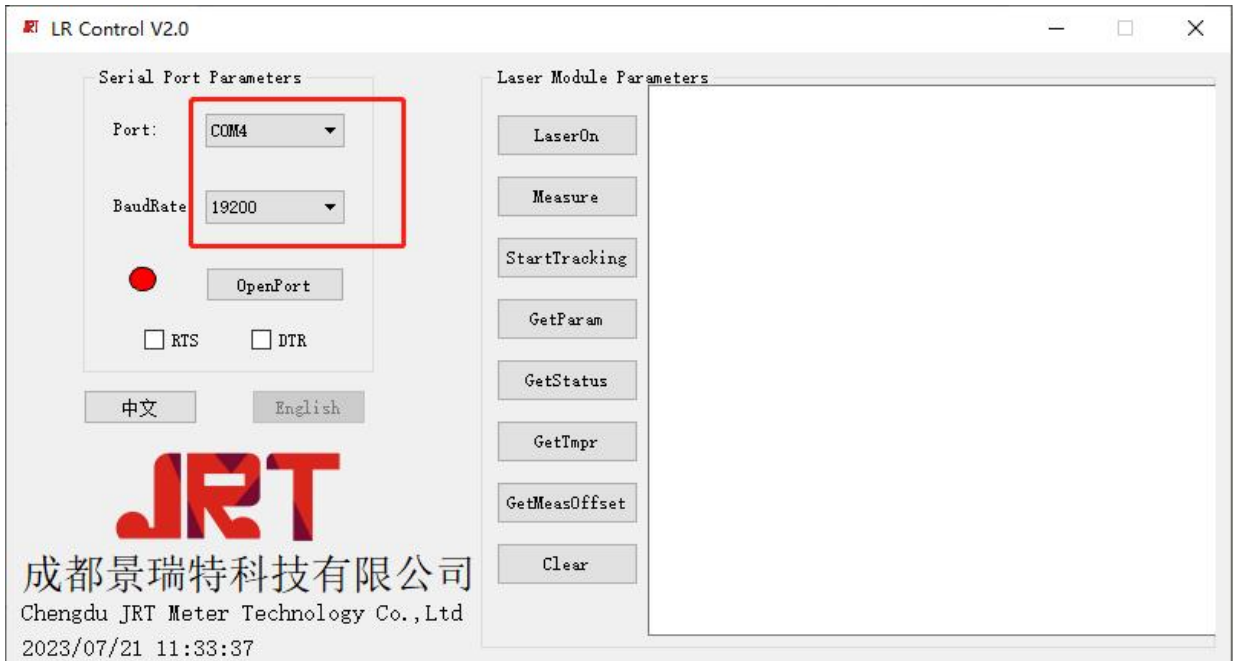 LR Control V2.0
Serial Port Parameters
Port:
COM4
BaudRate
19200
OpenPort
RTS
DTR
中文
English
JRT
成都景瑞特科技有限公司
Chengdu JRT Meter Technology Co.,Ltd
2023/07/21 11:33:37
Laser Module Parameters
LaserOn
Measure
StartTracking
GetParam
GetStatus
GetTmpr
GetMeasOffset
Clear